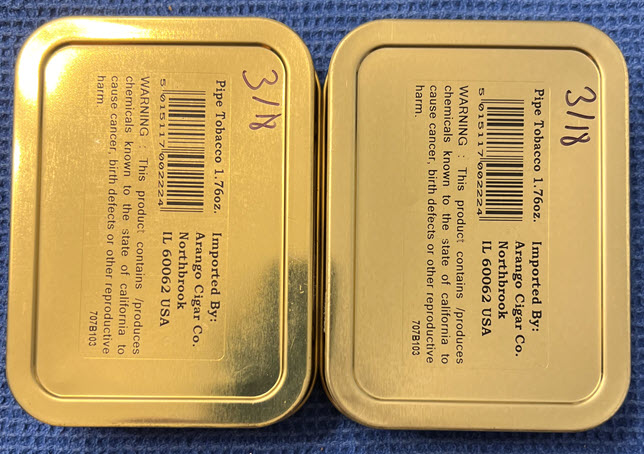 3/18
Pipe Tobacco 1.76oz.
Imported By:
Arango Cigar Co.
Northbrook
IL 60062 USA
5 015117 002224
WARNING : This product contains /produces
chemicals known to the state of california to
cause cancer, birth defects or other reproductive
harm.
707B103
3/18
Pipe Tobacco 1.76oz.
Imported By:
Arango Cigar Co.
Northbrook
IL 60062 USA
5 015117 002224
WARNING : This product contains /produces
chemicals known to the state of california to
cause cancer, birth defects or other reproductive
harm.
707B103